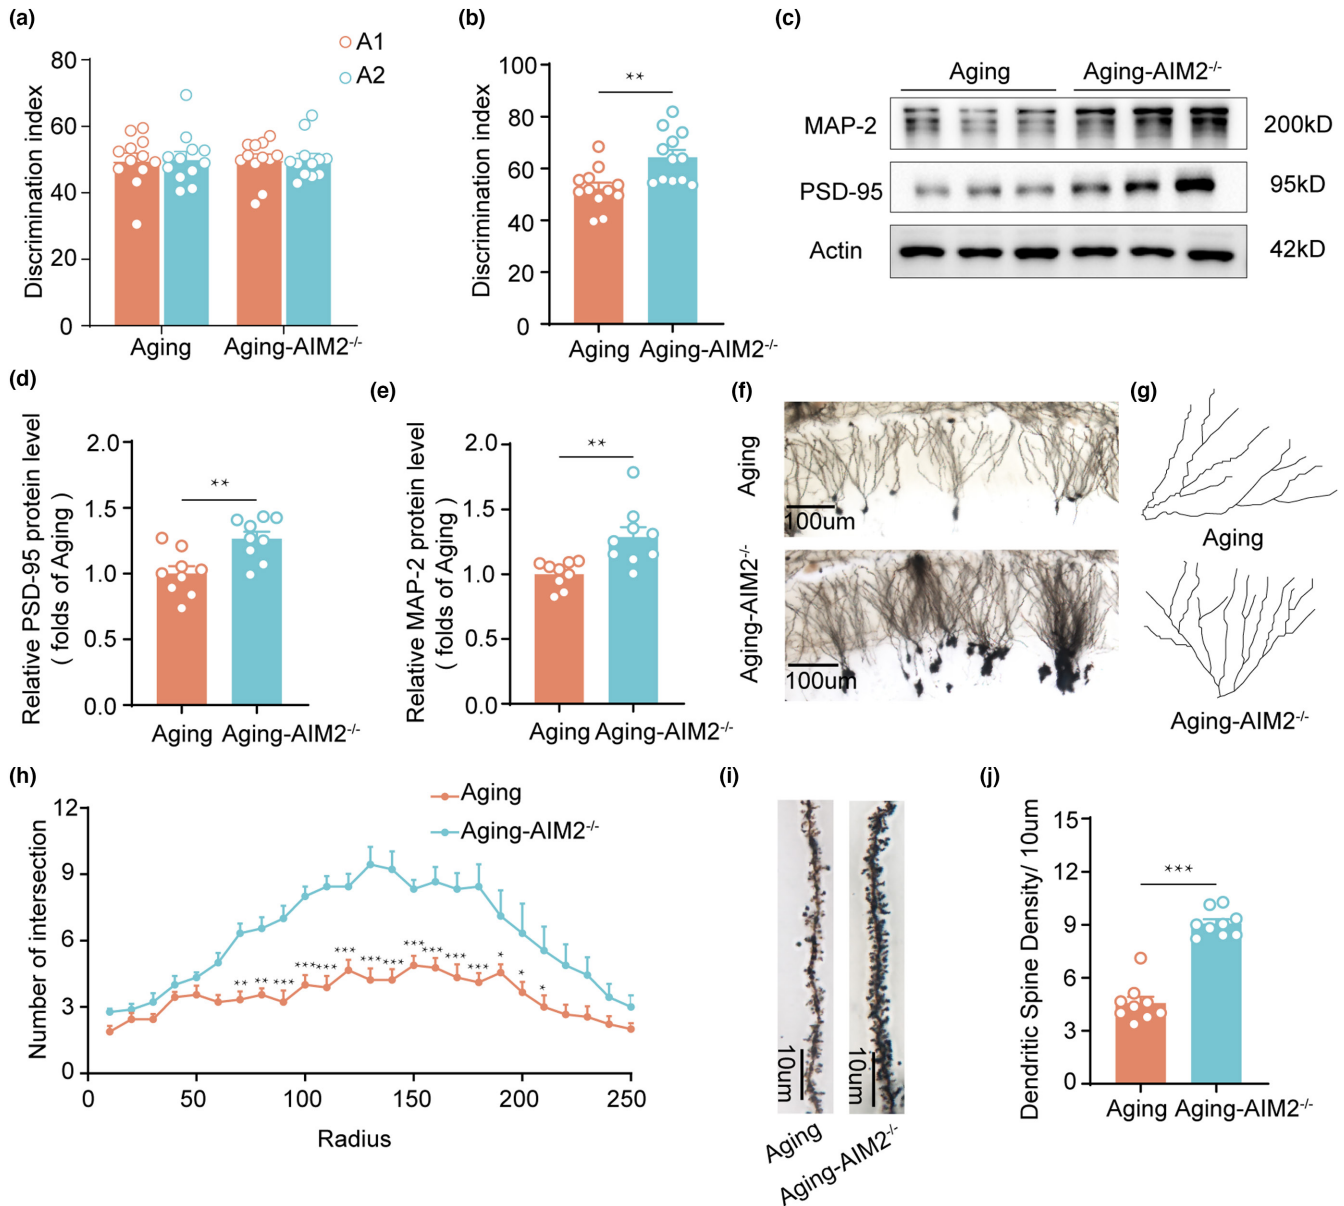 (a)
A1
A2
Discrimination index
80
60
40
20
0
Aging
Aging-AIM2-/-
(b)
Discrimination index
100
80
60
40
20
0
**
Aging
Aging-AIM2-/-
(c)
Aging
Aging-AIM2-/-
MAP-2
200kD
PSD-95
95kD
Actin
42kD
(d)
Relative PSD-95 protein level
( folds of Aging )
2.0
1.5
1.0
0.5
0.0
**
Aging
Aging-AIM2-/-
(e)
Relative MAP-2 protein level
( folds of Aging )
2.0
1.5
1.0
0.5
0.0
**
Aging
Aging-AIM2-/-
(f)
Aging
100um
Aging-AIM2-/-
100um
(g)
Aging
Aging-AIM2-/-
(h)
Aging
Aging-AIM2-/-
Number of intersection
12
9
6
3
0
** ** *** *** *** *** *** *** *** *** *** *** * * *
0 50 100 150 200 250
Radius
(i)
10um
10um
Aging
Aging-AIM2-/-
(j)
Dendritic Spine Density/ 10um
15
12
9
6
3
0
***
Aging
Aging-AIM2-/-